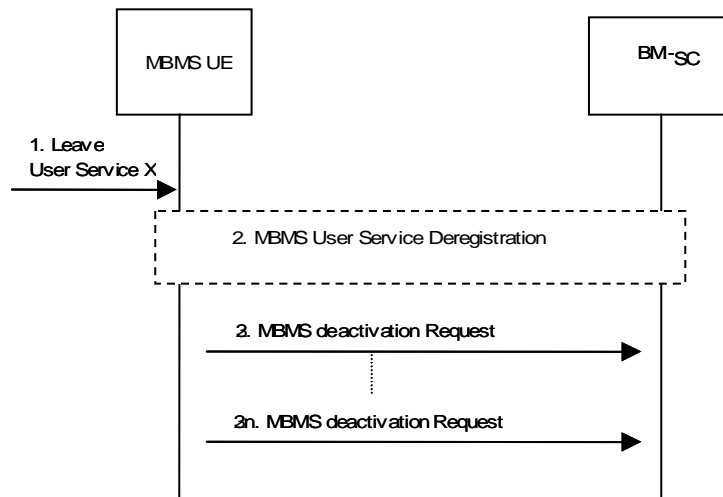 MBMS UE
BM-SC
1. Leave
User Service X
2. MBMS User Service Deregistration
3. MBMS deactivation Request
3n. MBMS deactivation Request